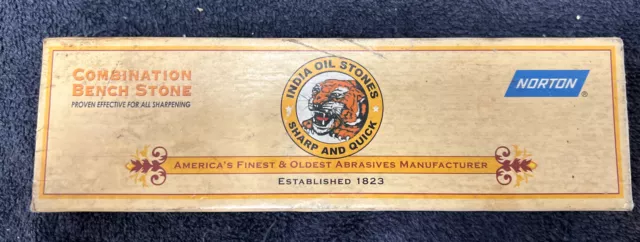 COMBINATION
BENCH STONE
PROVEN EFFECTIVE FOR ALL SHARPENING
INDIA OIL STONES
SHARP AND QUICK
NORTON
®
AMERICA'S FINEST & OLDEST ABRASIVES MANUFACTURER
ESTABLISHED 1823